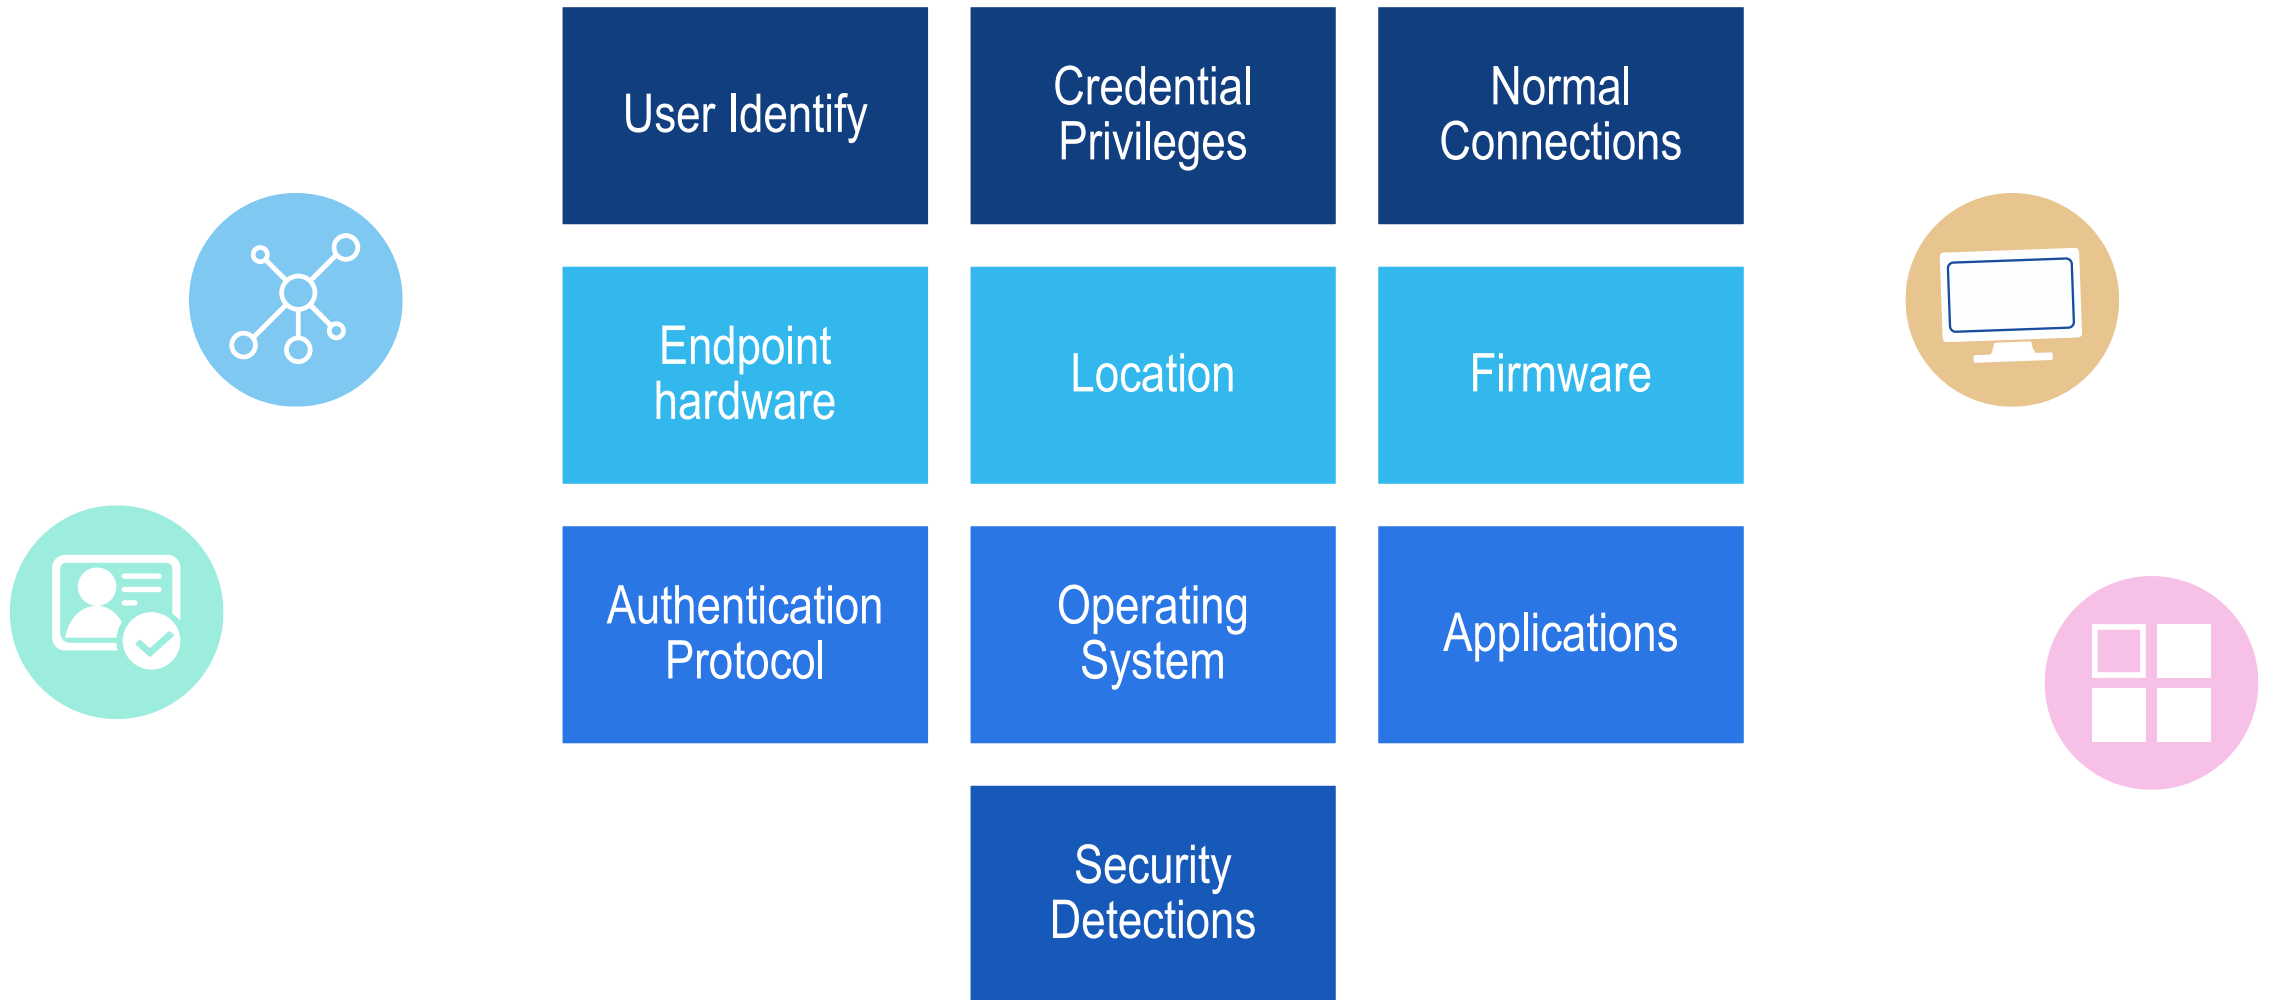 User Identify
Credential
Privileges
Normal
Connections
Endpoint
hardware
Location
Firmware
Authentication
Protocol
Operating
System
Applications
Security
Detections